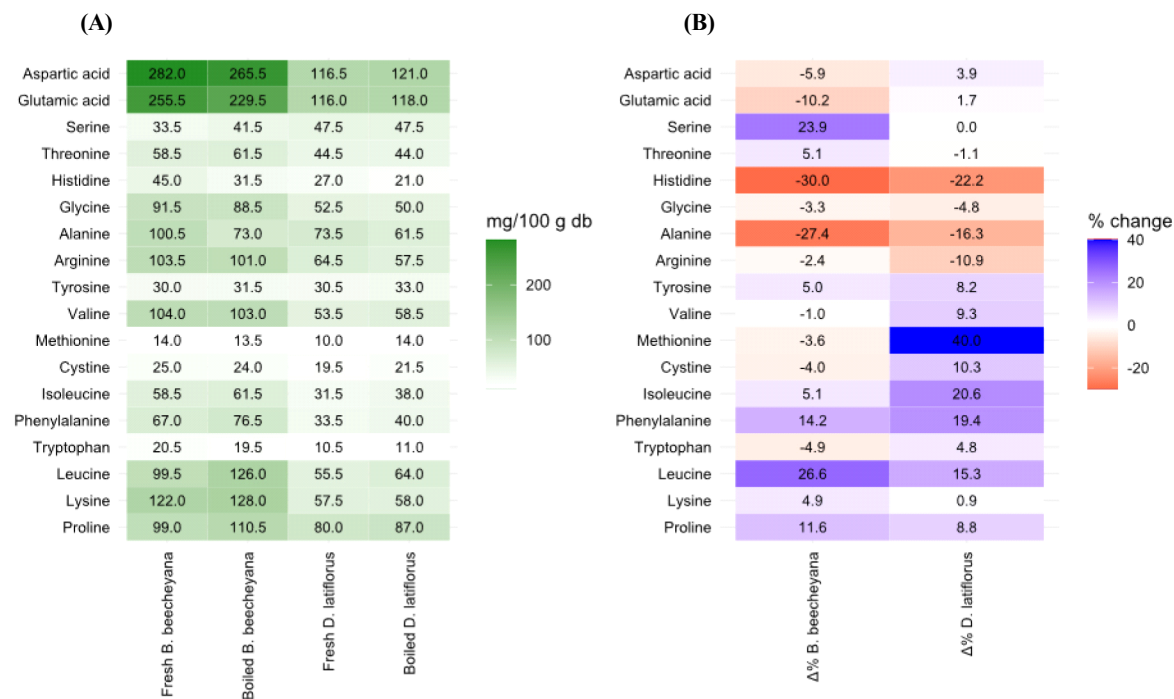 (A) (B)
Aspartic acid 282.0 265.5 116.5 121.0 Aspartic acid -5.9 3.9
Glutamic acid 255.5 229.5 116.0 118.0 Glutamic acid -10.2 1.7
Serine 33.5 41.5 47.5 47.5 Serine 23.9 0.0
Threonine 58.5 61.5 44.5 44.0 Threonine 5.1 -1.1
Histidine 45.0 31.5 27.0 21.0 Histidine -30.0 -22.2
Glycine 91.5 88.5 52.5 50.0 Glycine -3.3 -4.8
Alanine 100.5 73.0 73.5 61.5 Alanine -27.4 -16.3
Arginine 103.5 101.0 64.5 57.5 Arginine -2.4 -10.9
Tyrosine 30.0 31.5 30.5 33.0 Tyrosine 5.0 8.2
Valine 104.0 103.0 53.5 58.5 Valine -1.0 9.3
Methionine 14.0 13.5 10.0 14.0 Methionine -3.6 40.0
Cystine 25.0 24.0 19.5 21.5 Cystine -4.0 10.3
Isoleucine 58.5 61.5 31.5 38.0 Isoleucine 5.1 20.6
Phenylalanine 67.0 76.5 33.5 40.0 Phenylalanine 14.2 19.4
Tryptophan 20.5 19.5 10.5 11.0 Tryptophan -4.9 4.8
Leucine 99.5 126.0 55.5 64.0 Leucine 26.6 15.3
Lysine 122.0 128.0 57.5 58.0 Lysine 4.9 0.9
Proline 99.0 110.5 80.0 87.0 Proline 11.6 8.8
Fresh B. beecheyana
Boiled B. beecheyana
Fresh D. latiflorus
Boiled D. latiflorus
mg/100 g db
200
100
Δ% B. beecheyana
Δ% D. latiflorus
% change
40
20
0
-20